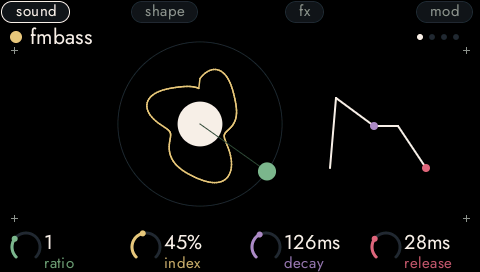 sound shape fx mod
fmbass
1 45% 126ms 28ms
ratio index decay release